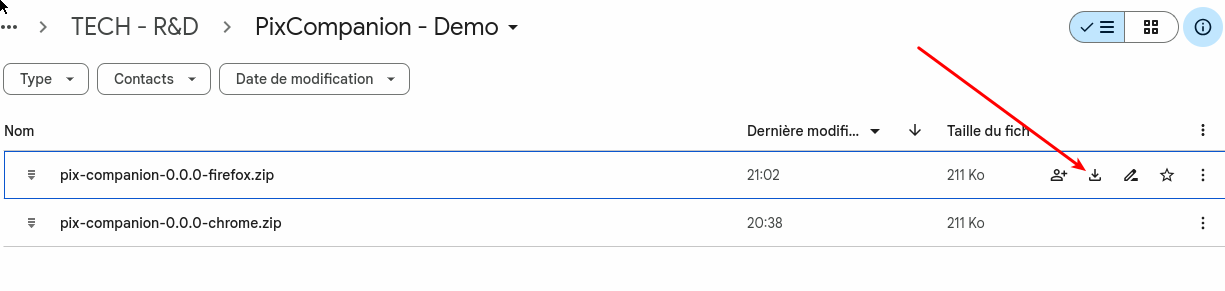 ... TECH - R&D PixCompanion - Demo
Type Contacts Date de modification
Nom Dernière modifi... Taille du fich
pix-companion-0.0.0-firefox.zip 21:02 211 Ko
pix-companion-0.0.0-chrome.zip 20:38 211 Ko